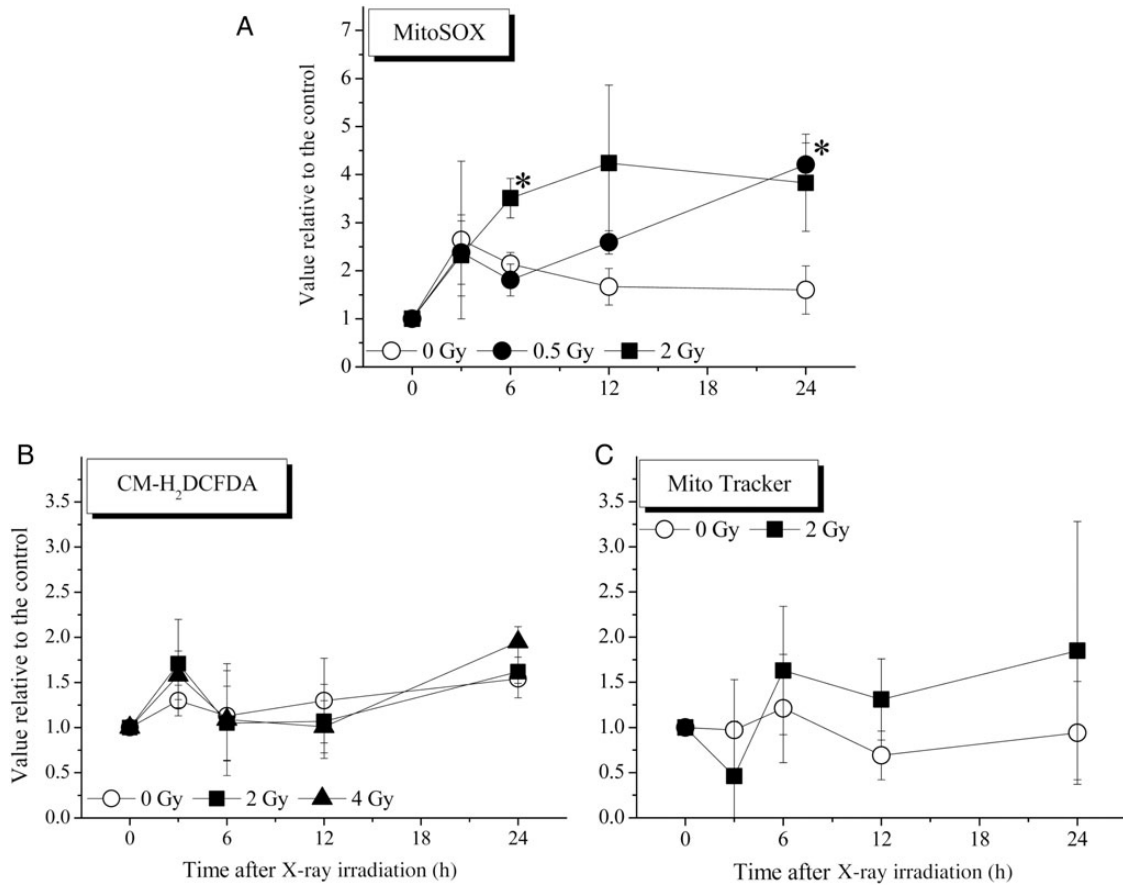 A
MitoSOX
Value relative to the control
7
6
5
4
3
2
1
0
*
*
0 Gy 0.5 Gy 2 Gy
0 6 12 18 24
B
CM-H₂DCFDA
Value relative to the control
3.5
3.0
2.5
2.0
1.5
1.0
0.5
0.0
0 Gy 2 Gy 4 Gy
0 6 12 18 24
Time after X-ray irradiation (h)
C
Mito Tracker
0 Gy 2 Gy
3.5
3.0
2.5
2.0
1.5
1.0
0.5
0.0
0 6 12 18 24
Time after X-ray irradiation (h)